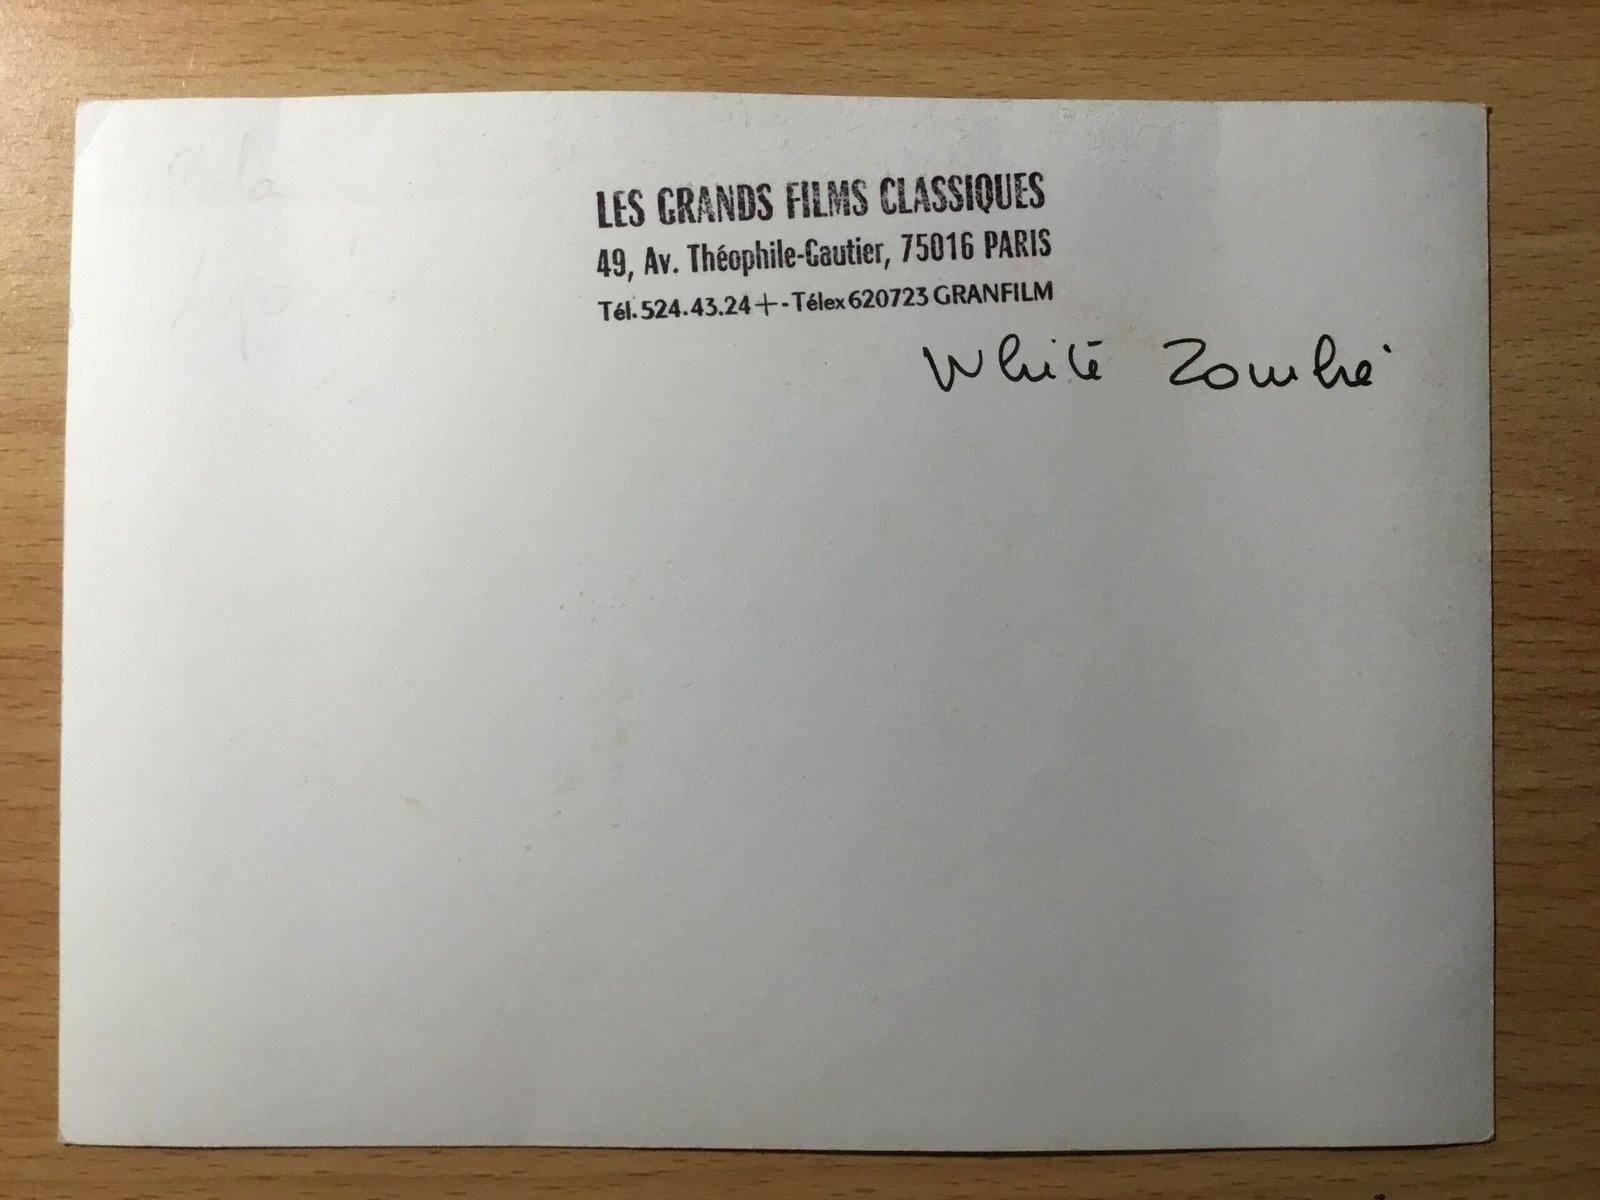 LES GRANDS FILMS CLASSIQUES
49, Av. Théophile-Gautier, 75016 PARIS
Tél. 524.43.24 + - Télex 620723 GRANFILM
White Zombie